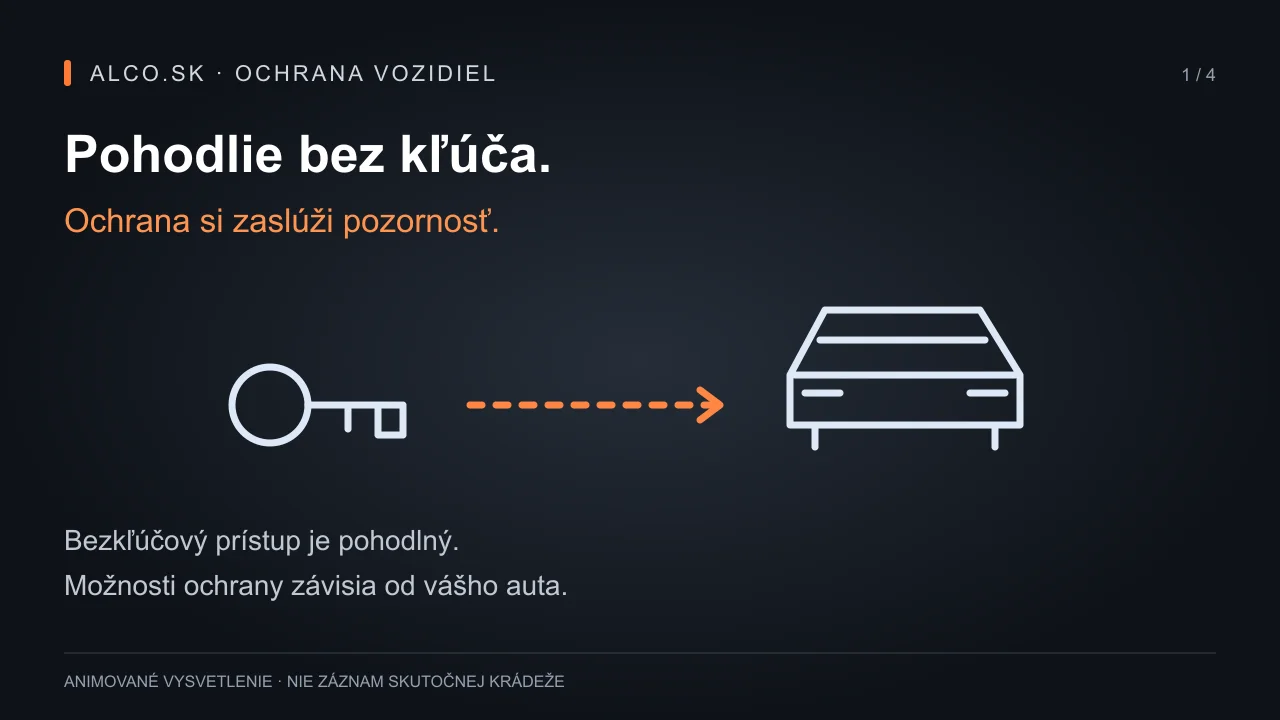 ALCO.SK · OCHRANA VOZIDIEL
1 / 4
Pohodlie bez kľúča.
Ochrana si zaslúži pozornosť.
Bezkľúčový prístup je pohodlný.
Možnosti ochrany závisia od vášho auta.
ANIMOVANÉ VYSVETLENIE · NIE ZÁZNAM SKUTOČNEJ KRÁDEŽE